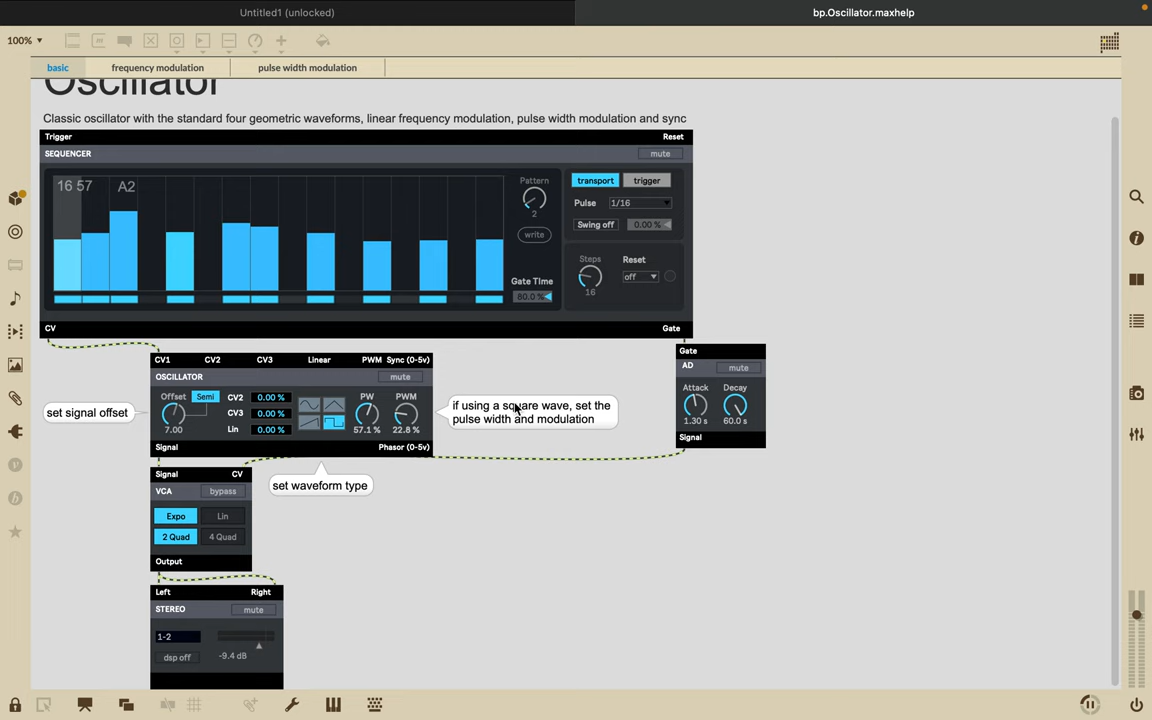 Untitled1 (unlocked)
bp.Oscillator.maxhelp
100%
basic
frequency modulation
pulse width modulation
Oscillator
Classic oscillator with the standard four geometric waveforms, linear frequency modulation, pulse width modulation and sync
Trigger
Reset
SEQUENCER
mute
16 57
A2
Pattern
2
write
Gate Time
80.0 %
transport
trigger
Pulse
1/16
Swing off
0.00 %
Steps
16
Reset
off
CV
Gate
CV1
CV2
CV3
Linear
PWM
Sync (0-5v)
OSCILLATOR
mute
Offset
Semi
7.00
CV2
0.00 %
CV3
0.00 %
Lin
0.00 %
PW
57.1 %
PWM
22.8 %
Signal
Phasor (0-5v)
set signal offset
if using a square wave, set the
pulse width and modulation
Gate
AD
mute
Attack
1.30 s
Decay
60.0 s
Signal
set waveform type
Signal
CV
VCA
bypass
Expo
Lin
2 Quad
4 Quad
Output
Left
Right
STEREO
mute
1-2
dsp off
-9.4 dB